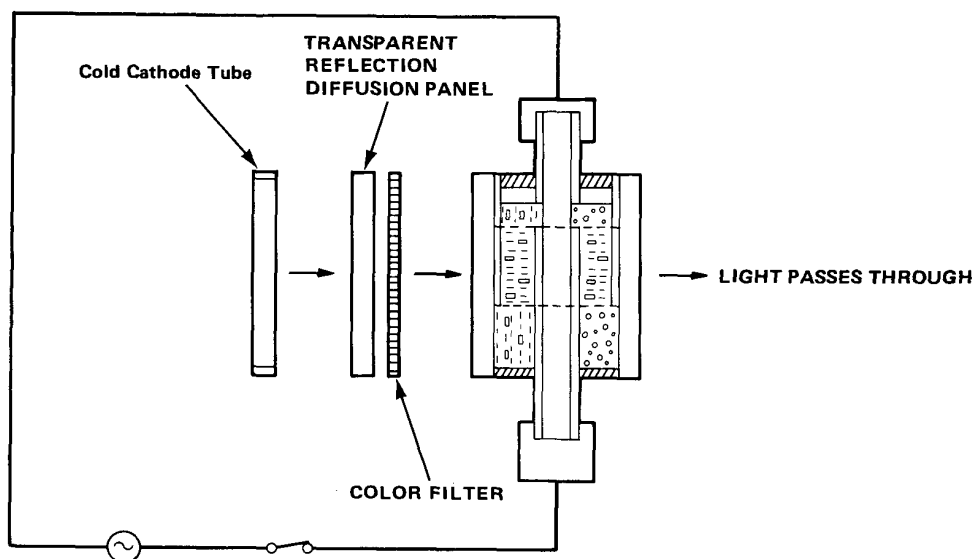 TRANSPARENT
REFLECTION
DIFFUSION PANEL
Cold Cathode Tube
LIGHT PASSES THROUGH
COLOR FILTER